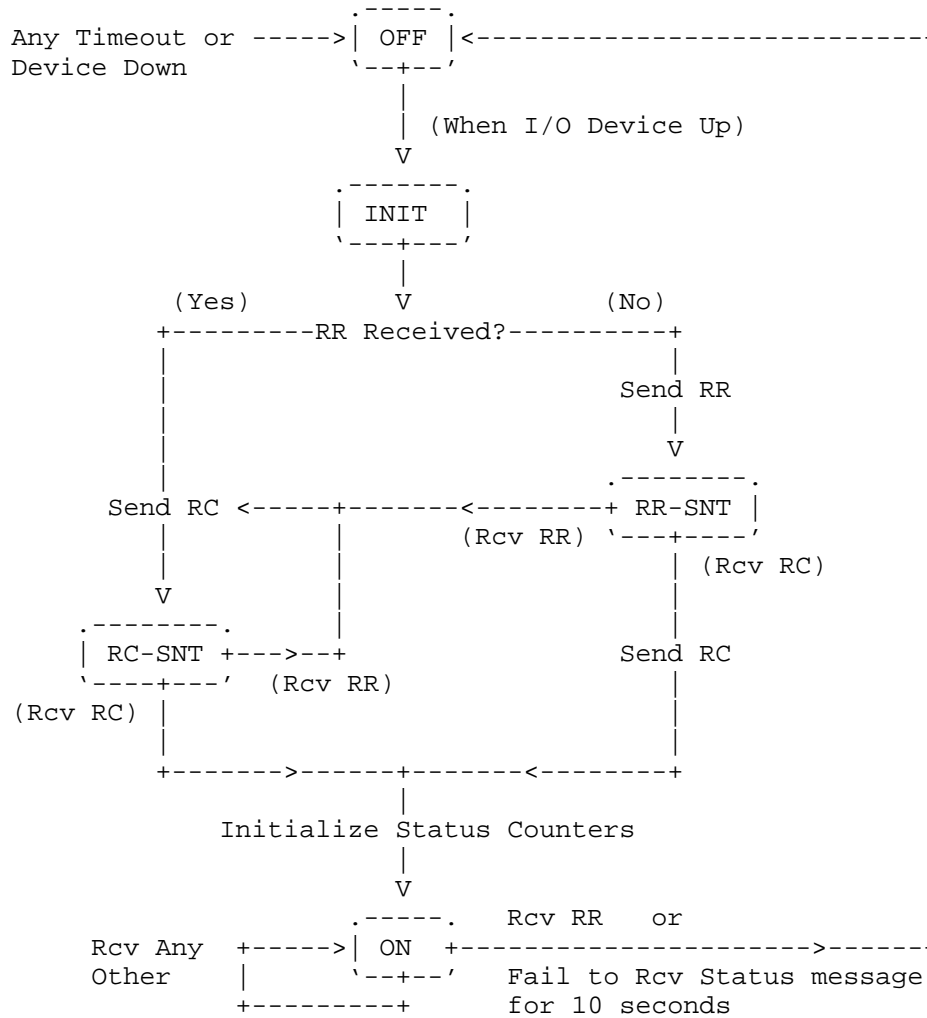 OFF
Any Timeout or
Device Down
(When I/O Device Up)
INIT
(Yes) (No)
RR Received?
Send RR
Send RC RR-SNT
(Rcv RR)
(Rcv RC)
RC-SNT Send RC
(Rcv RR)
(Rcv RC)
Initialize Status Counters
Rcv RR or
Rcv Any ON
Other Fail to Rcv Status message
for 10 seconds